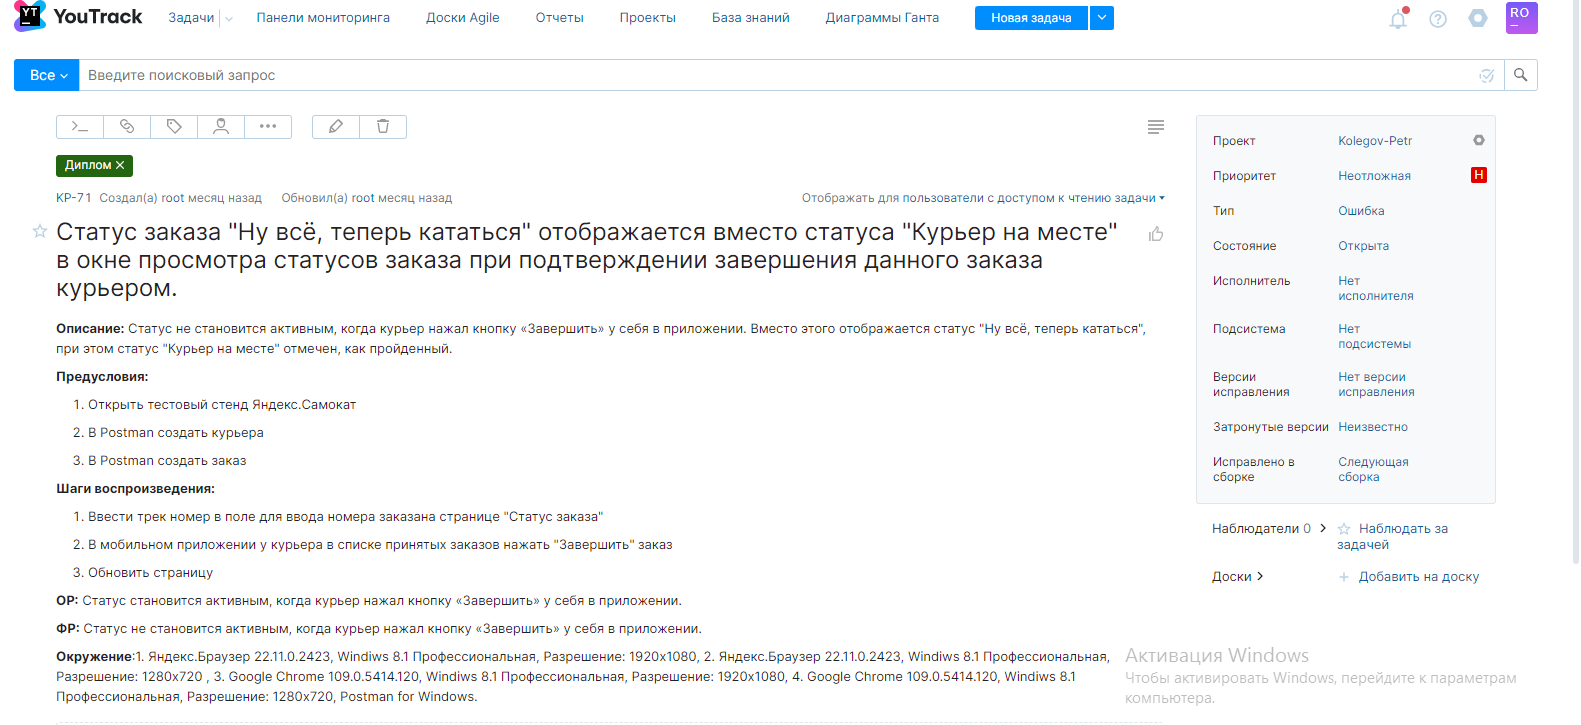 YT YouTrack Задачи Панели мониторинга Доски Agile Отчеты Проекты База знаний Диаграммы Ганта Новая задача RO
Все Введите поисковый запрос
Диплом
KP-71 Создал(а) root месяц назад Обновил(а) root месяц назад Отображать для пользователи с доступом к чтению задачи
Статус заказа "Ну всё, теперь кататься" отображается вместо статуса "Курьер на месте"
в окне просмотра статусов заказа при подтверждении завершения данного заказа
курьером.
Описание: Статус не становится активным, когда курьер нажал кнопку «Завершить» у себя в приложении. Вместо этого отображается статус "Ну всё, теперь кататься",
при этом статус "Курьер на месте" отмечен, как пройденный.
Предусловия:
1. Открыть тестовый стенд Яндекс.Самокат
2. В Postman создать курьера
3. В Postman создать заказ
Шаги воспроизведения:
1. Ввести трек номер в поле для ввода номера заказана странице "Статус заказа"
2. В мобильном приложении у курьера в списке принятых заказов нажать "Завершить" заказ
3. Обновить страницу
ОР: Статус становится активным, когда курьер нажал кнопку «Завершить» у себя в приложении.
ФР: Статус не становится активным, когда курьер нажал кнопку «Завершить» у себя в приложении.
Окружение:1. Яндекс.Браузер 22.11.0.2423, Windiws 8.1 Профессиональная, Разрешение: 1920x1080, 2. Яндекс.Браузер 22.11.0.2423, Windiws 8.1 Профессиональная,
Разрешение: 1280x720 , 3. Google Chrome 109.0.5414.120, Windiws 8.1 Профессиональная, Разрешение: 1920x1080, 4. Google Chrome 109.0.5414.120, Windiws 8.1
Профессиональная, Разрешение: 1280x720, Postman for Windows.
Проект Kolegov-Petr
Приоритет Неотложная Н
Тип Ошибка
Состояние Открыта
Исполнитель Нет
исполнителя
Подсистема Нет
подсистемы
Версии Нет версии
исправления исправления
Затронутые версии Неизвестно
Исправлено в Следующая
сборке сборка
Наблюдатели 0 Наблюдать за
задачей
Доски Добавить на доску
Активация Windows
Чтобы активировать Windows, перейдите к параметрам
компьютера.